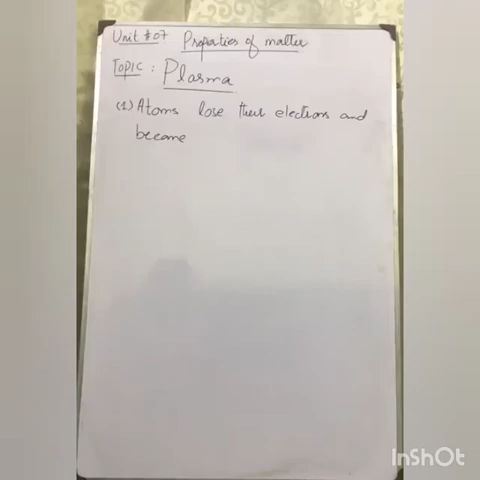 Unit # 07 Properties of matter
TOPIC : Plasma
(1) Atoms lose their electrons and
become
InShOt